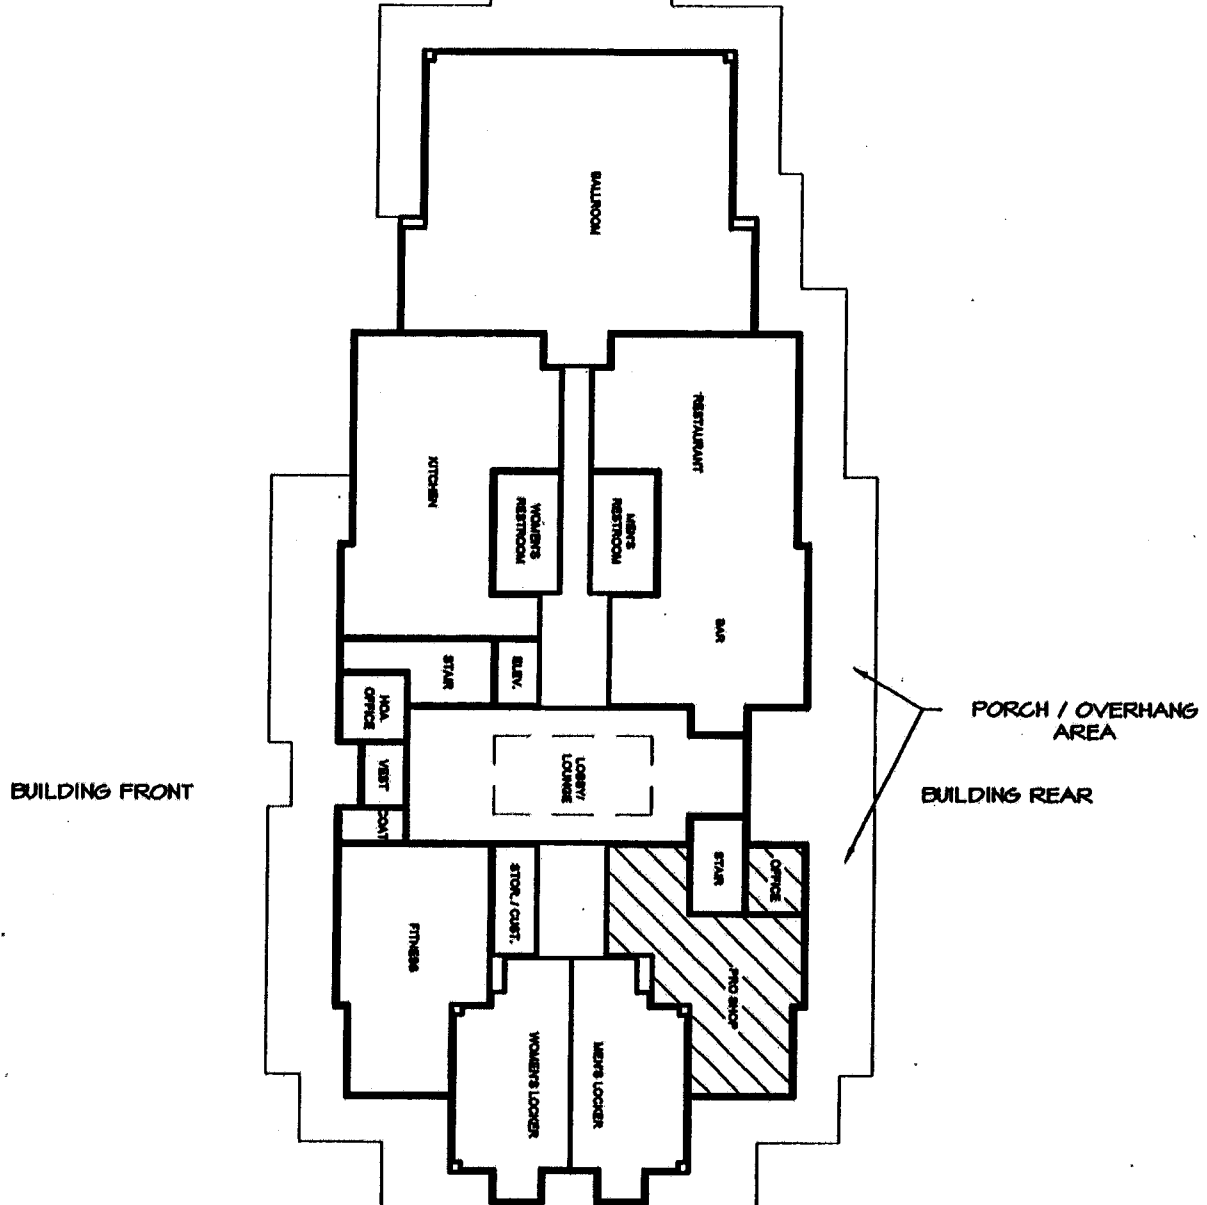 BALLROOM
RESTAURANT
KITCHEN
WOMEN'S
RESTROOM
MEN'S
RESTROOM
BAR
STAIR
ELEV.
HOA
OFFICE
PORCH / OVERHANG
AREA
VEST
LOBBY/
LOUNGE
BUILDING FRONT
BUILDING REAR
COAT
STAIR
OFFICE
STOR. / CUST.
FITNESS
PRO SHOP
WOMEN'S LOCKER
MEN'S LOCKER